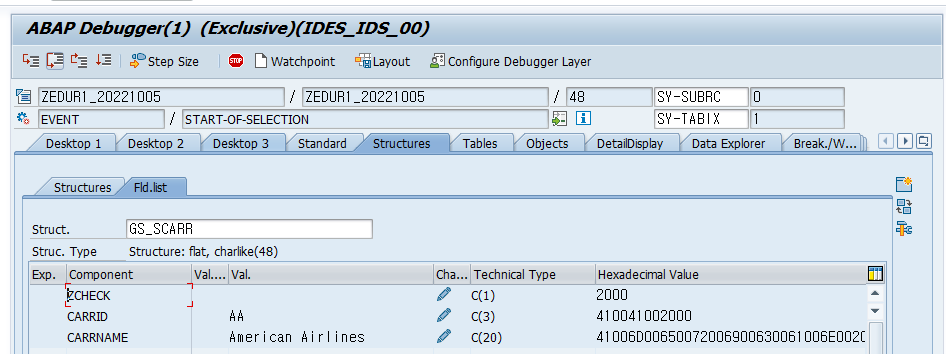 ABAP Debugger(1) (Exclusive)(IDES_IDS_00)
Step Size STOP Watchpoint Layout Configure Debugger Layer
ZEDUR1_20221005 / ZEDUR1_20221005 / 48 SY-SUBRC 0
EVENT / START-OF-SELECTION SY-TABIX 1
Desktop 1 Desktop 2 Desktop 3 Standard Structures Tables Objects DetailDisplay Data Explorer Break./W...
Structures Fld.list
Struct. GS_SCARR
Struc. Type Structure: flat, charlike(48)
Exp. Component Val.... Val. Cha... Technical Type Hexadecimal Value
ZCHECK C(1) 2000
CARRID AA C(3) 410041002000
CARRNAME American Airlines C(20) 41006D00650072006900630061006E0020